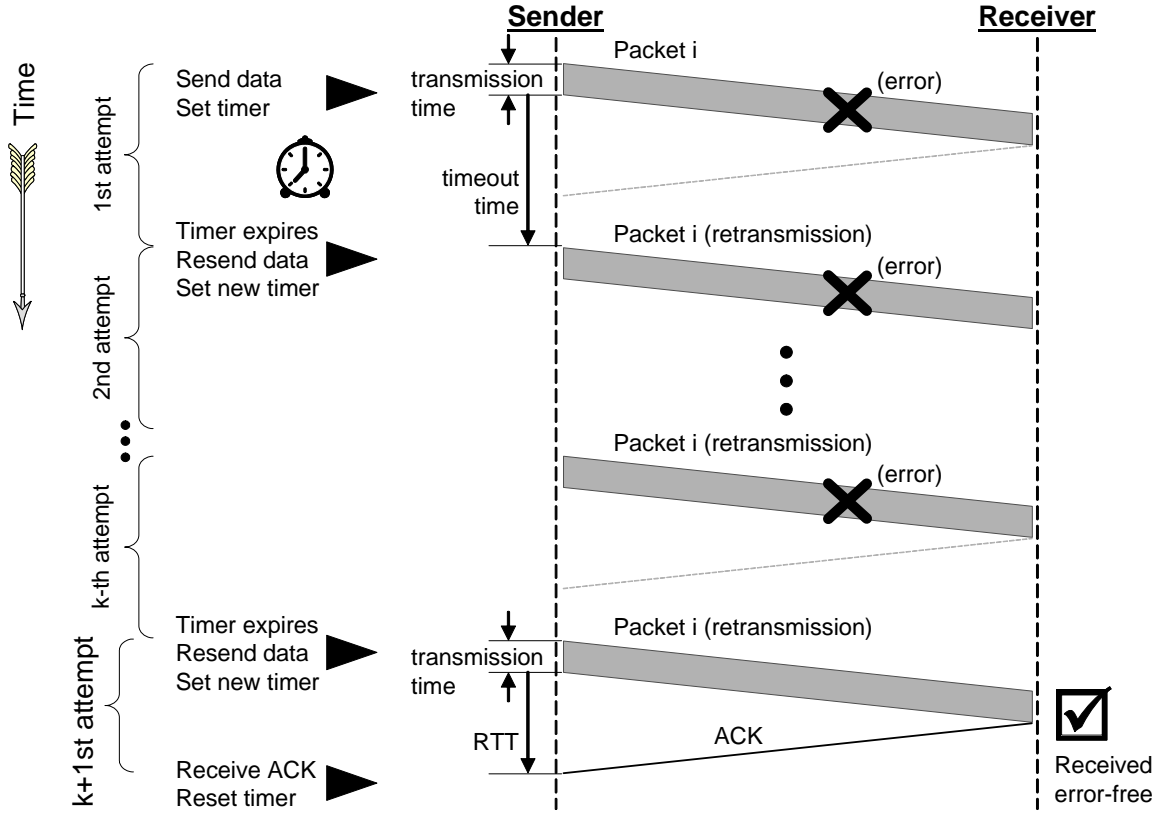 Sender
Receiver
Time
1st attempt
Send data
Set timer
transmission
time
Packet i
(error)
timeout
time
Timer expires
Resend data
Set new timer
Packet i (retransmission)
(error)
2nd attempt
Packet i (retransmission)
(error)
k-th attempt
Timer expires
Resend data
Set new timer
transmission
time
Packet i (retransmission)
k+1st attempt
RTT
ACK
Receive ACK
Reset timer
Received
error-free